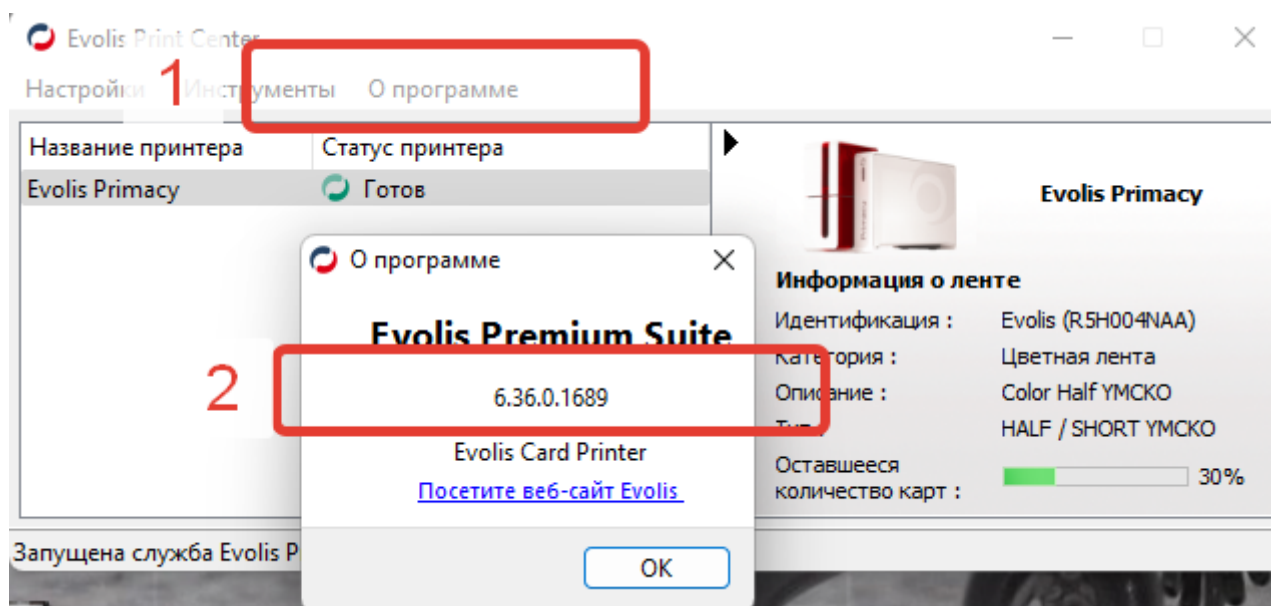 Evolis Print Center
1
Настройки Инструменты О программе
Название принтера Статус принтера
Evolis Primacy Готов
Evolis Primacy
О программе
Evolis Premium Suite
2
6.36.0.1689
Evolis Card Printer
Посетите веб-сайт Evolis
OK
Информация о ленте
Идентификация : Evolis (R5H004NAA)
Категория : Цветная лента
Описание : Color Half YMCKO
Тип : HALF / SHORT YMCKO
Оставшееся
количество карт : 30%
Запущена служба Evolis P